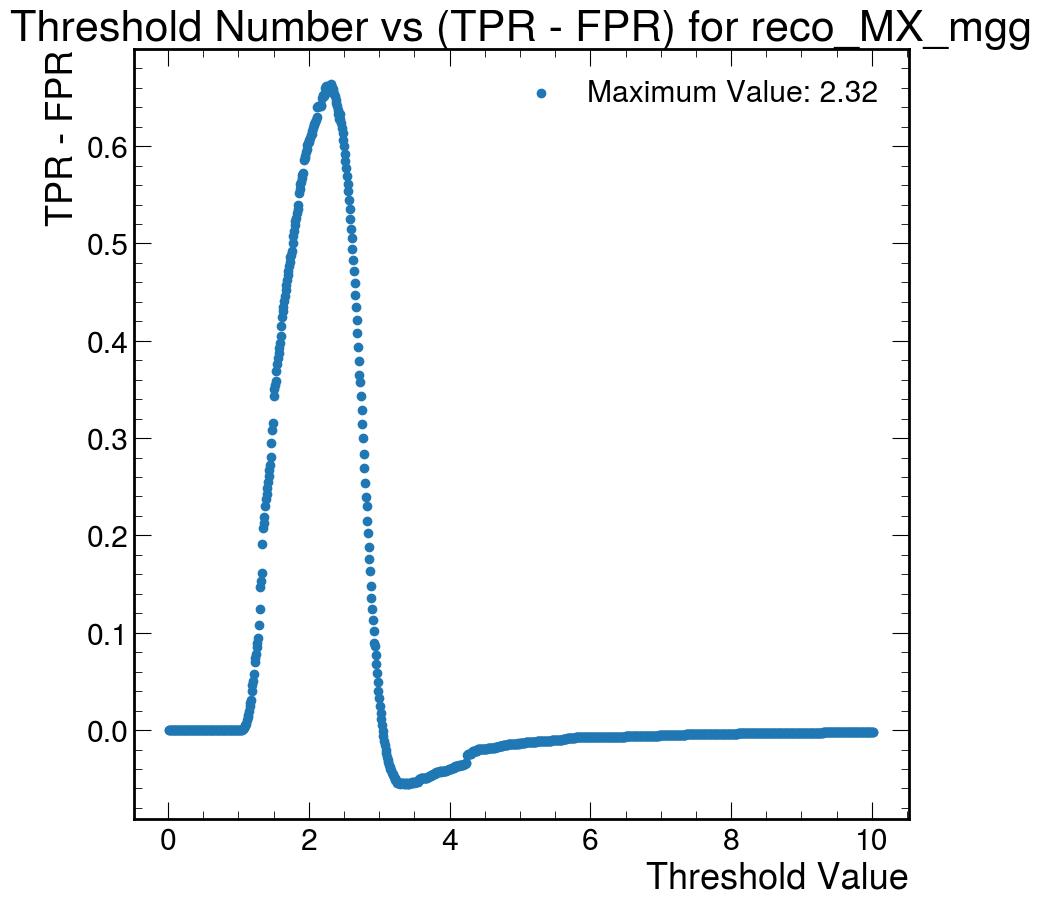 Threshold Number vs (TPR - FPR) for reco_MX_mgg
TPR - FPR
Maximum Value: 2.32
0.6
0.5
0.4
0.3
0.2
0.1
0.0
0 2 4 6 8 10
Threshold Value